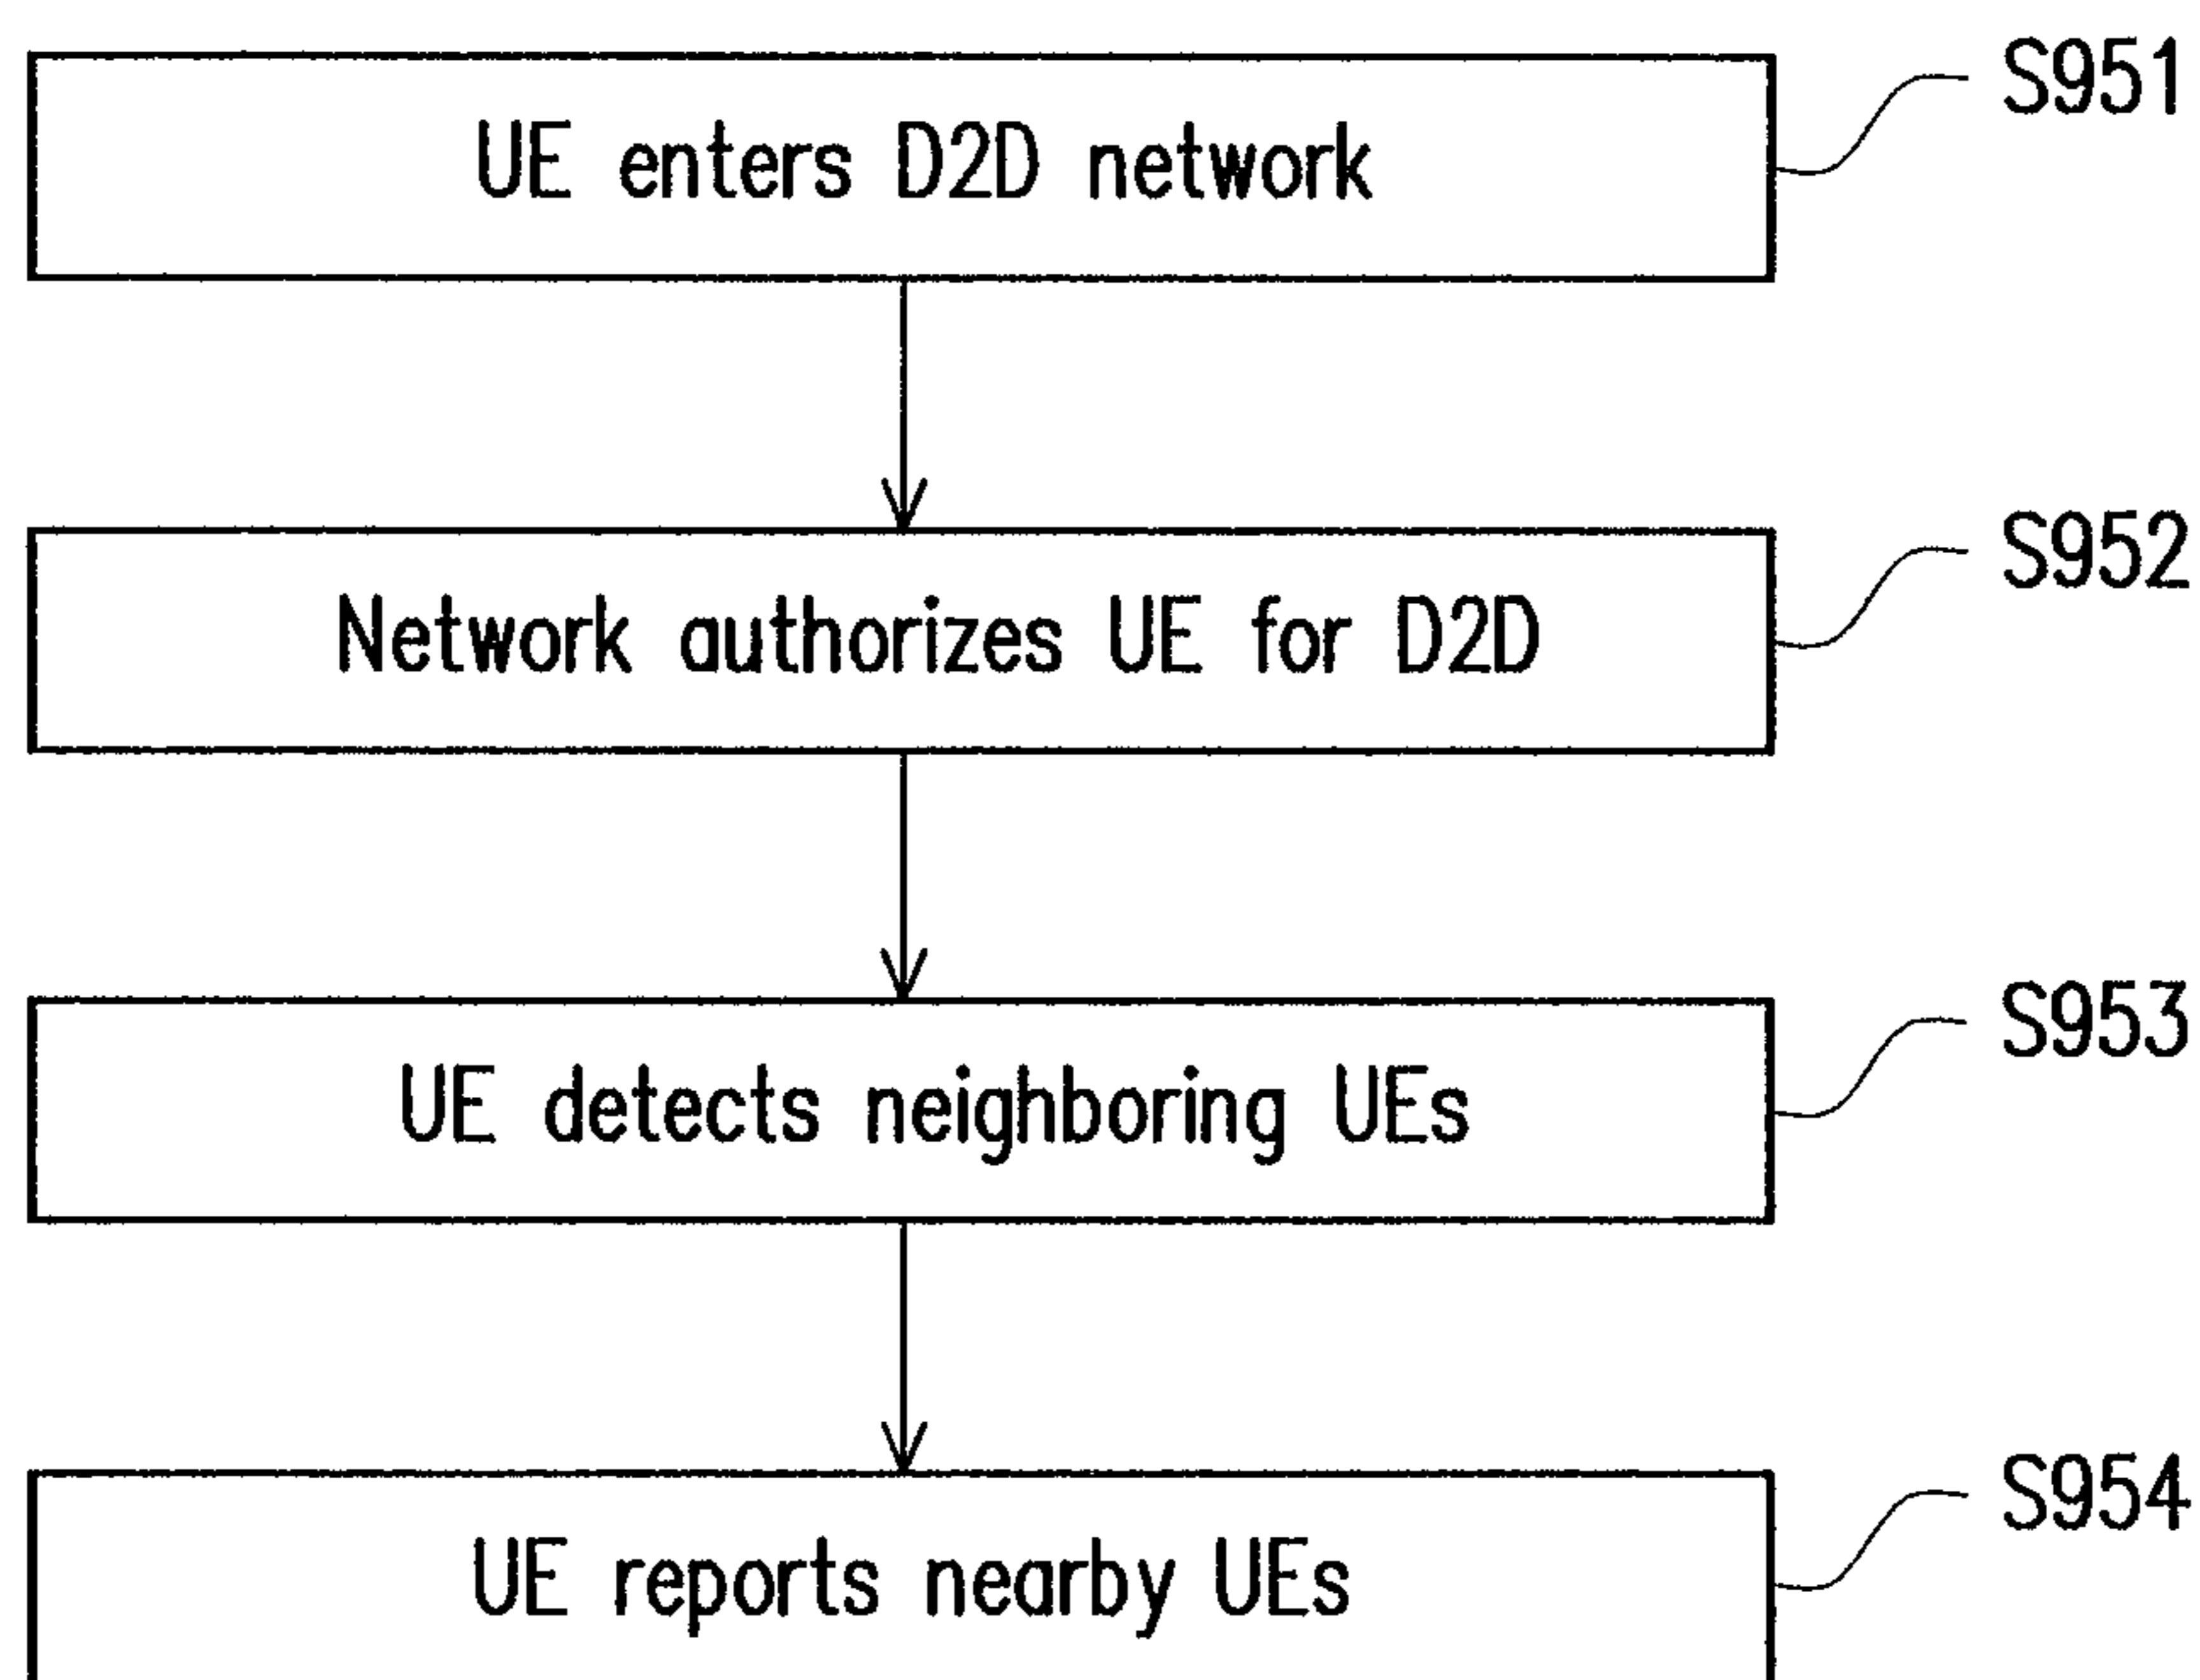 UE enters D2D network
S951
Network authorizes UE for D2D
S952
UE detects neighboring UEs
S953
UE reports nearby UEs
S954